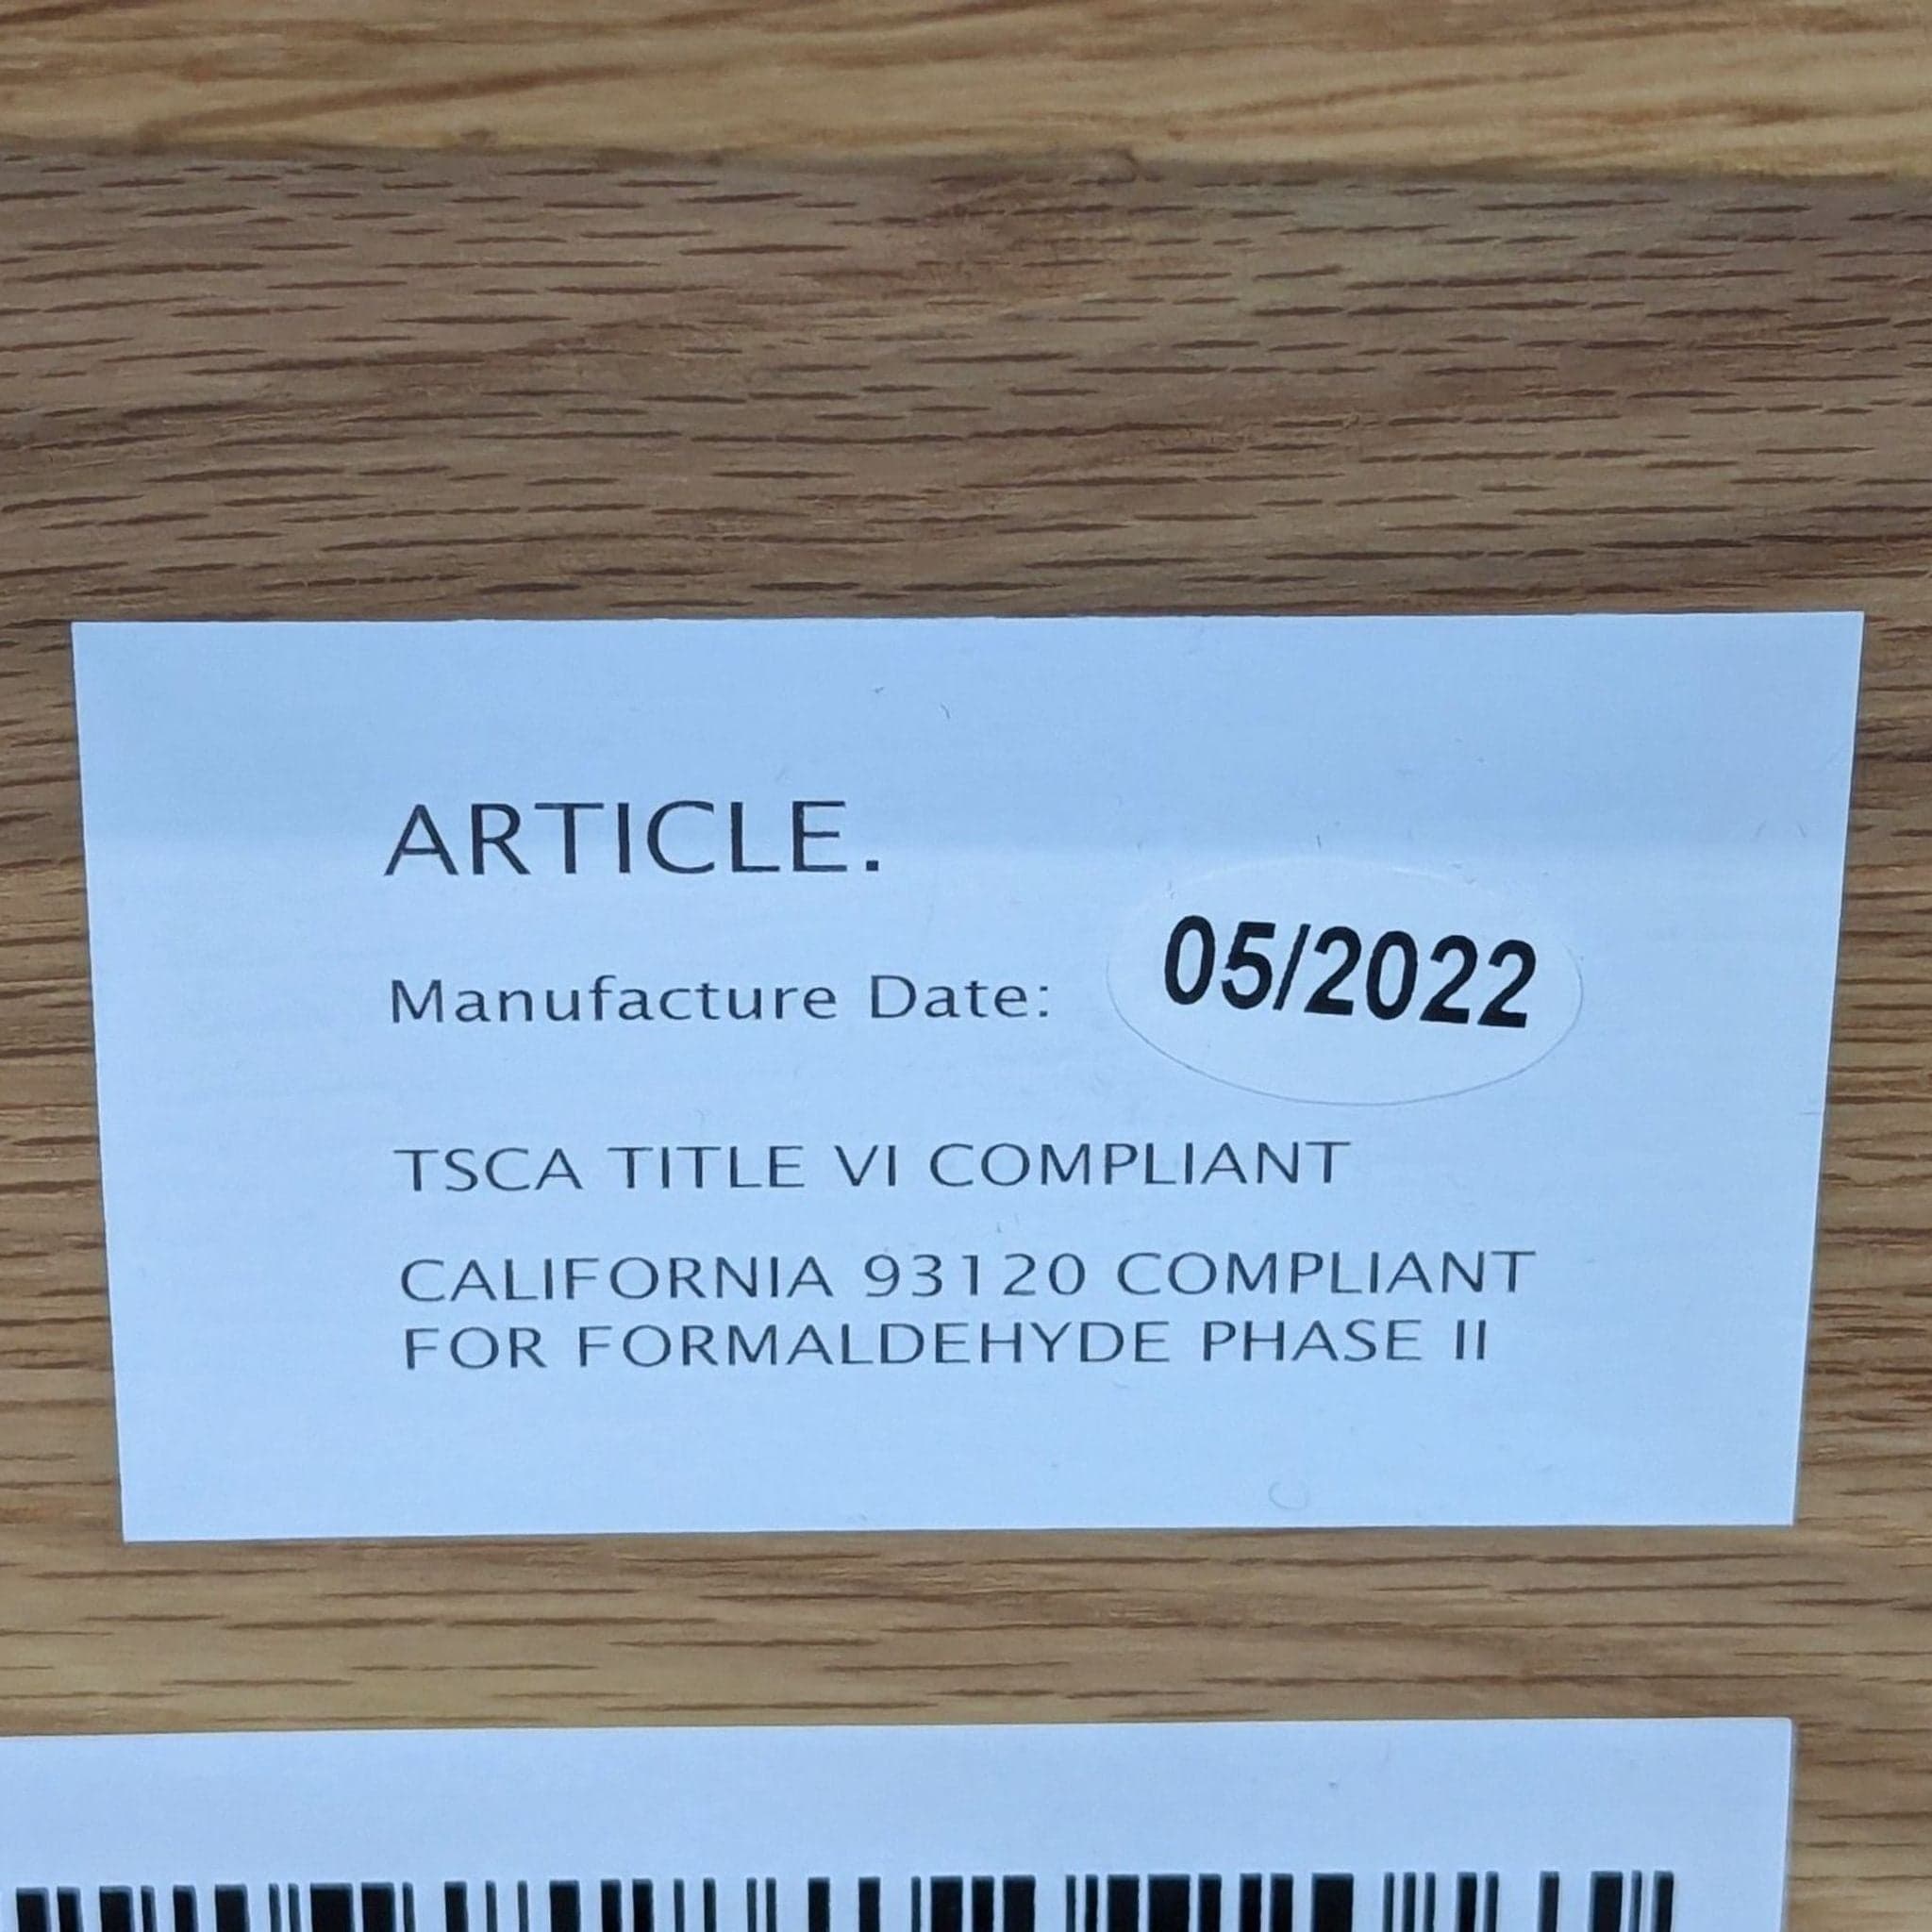 ARTICLE.
Manufacture Date: 05/2022
TSCA TITLE VI COMPLIANT
CALIFORNIA 93120 COMPLIANT
FOR FORMALDEHYDE PHASE II